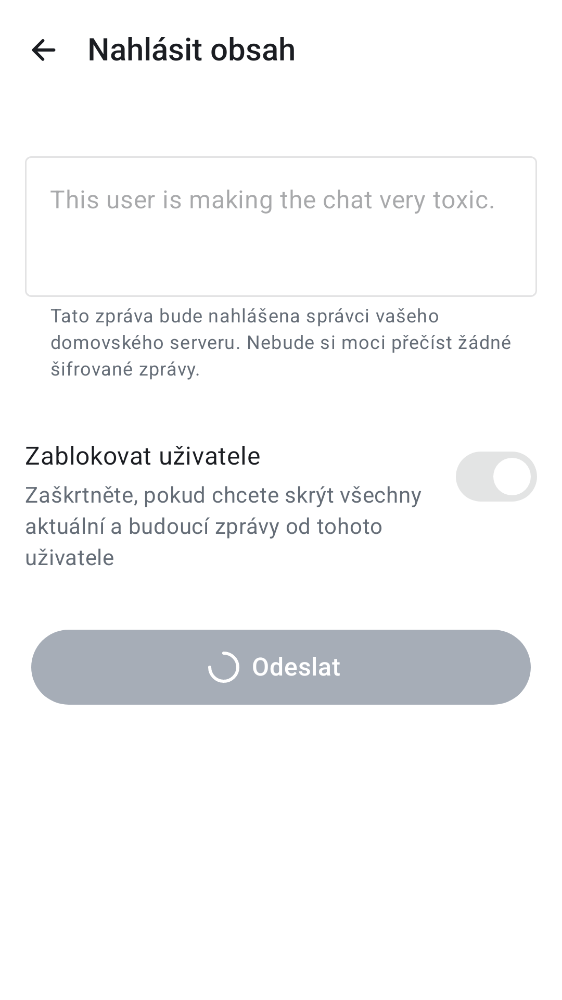 Nahlásit obsah
This user is making the chat very toxic.
Tato zpráva bude nahlášena správci vašeho
domovského serveru. Nebude si moci přečíst žádné
šifrované zprávy.
Zablokovat uživatele
Zaškrtněte, pokud chcete skrýt všechny
aktuální a budoucí zprávy od tohoto
uživatele
Odeslat